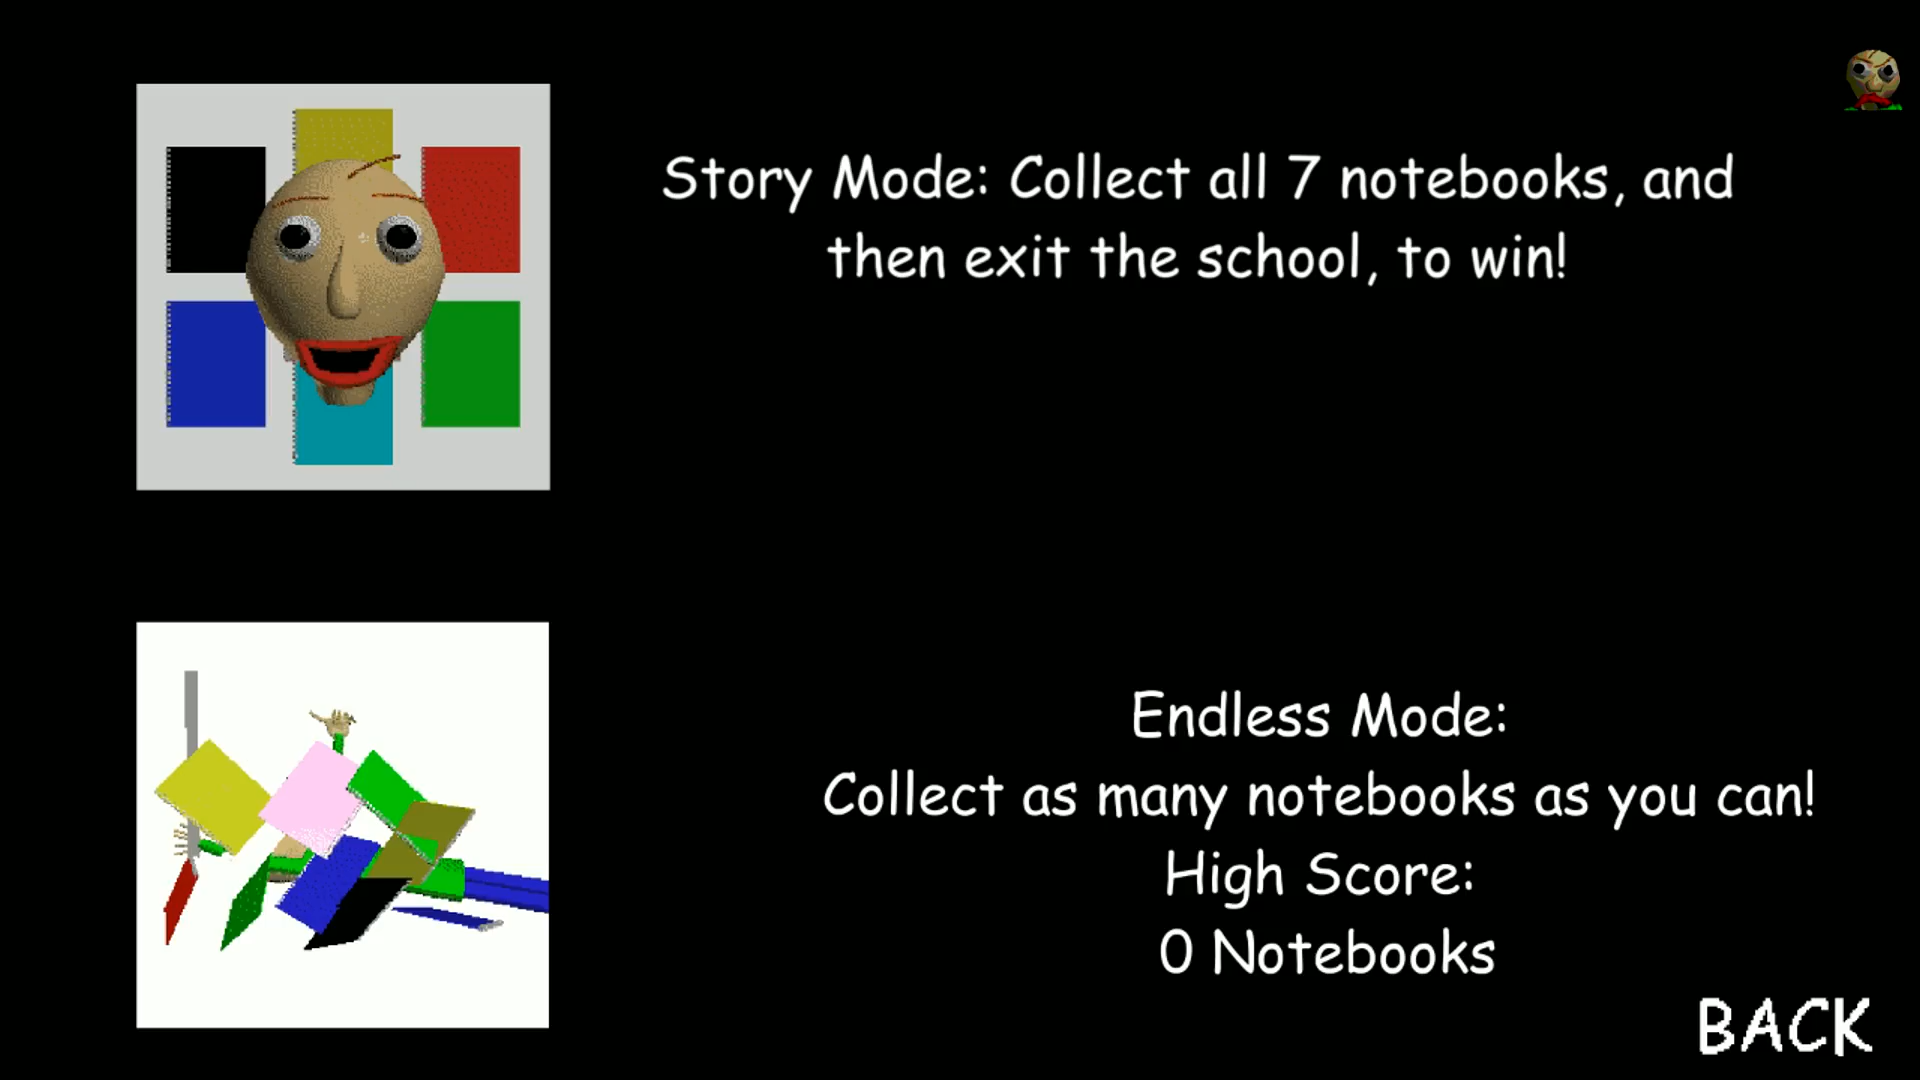 Story Mode: Collect all 7 notebooks, and
then exit the school, to win!
Endless Mode:
Collect as many notebooks as you can!
High Score:
0 Notebooks
BACK